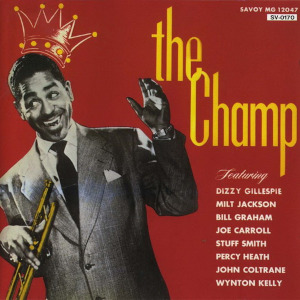 SAVOY MG 12047
SV-0170
the
Champ
Featuring
DIZZY GILLESPIE
MILT JACKSON
BILL GRAHAM
JOE CARROLL
STUFF SMITH
PERCY HEATH
JOHN COLTRANE
WYNTON KELLY